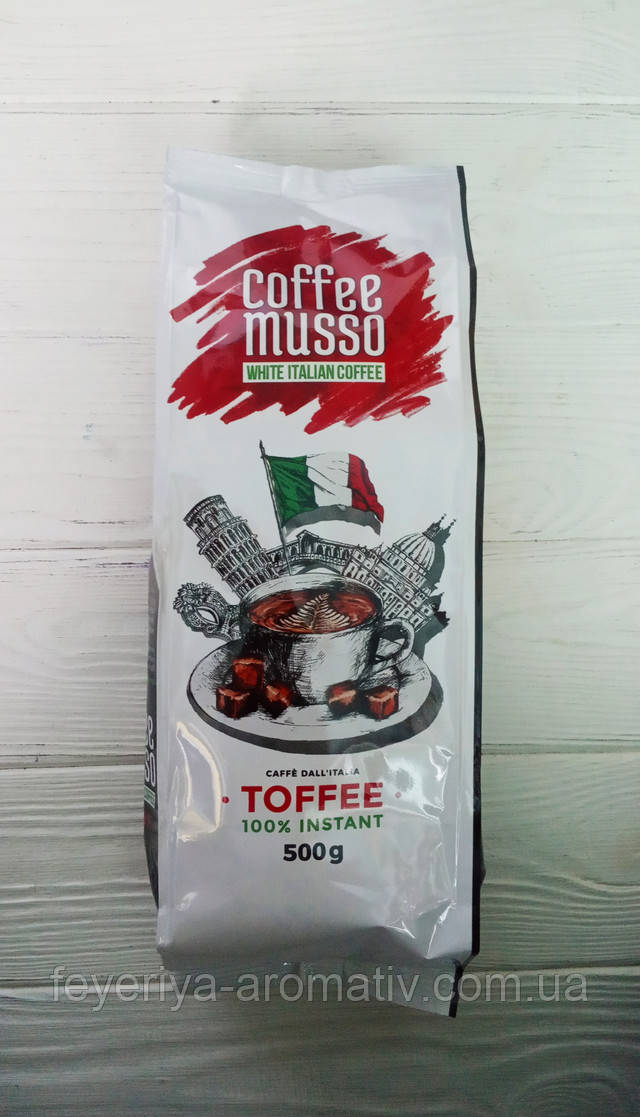 Coffee
musso
WHITE ITALIAN COFFEE
CAFFÈ DALL'ITALIA
• TOFFEE •
100% INSTANT
500g
feyeriya-aromativ.com.ua